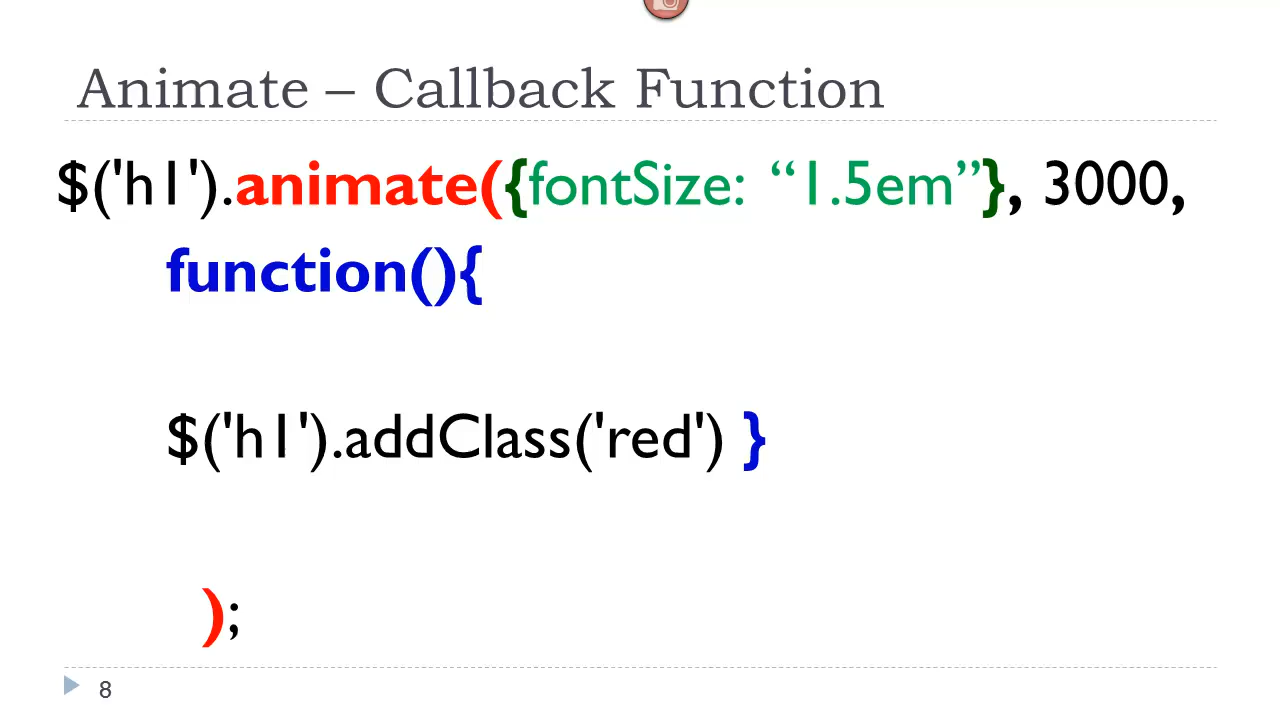 Animate – Callback Function
$('h1').animate({fontSize: “1.5em”}, 3000,
function(){
$('h1').addClass('red') }
);
8